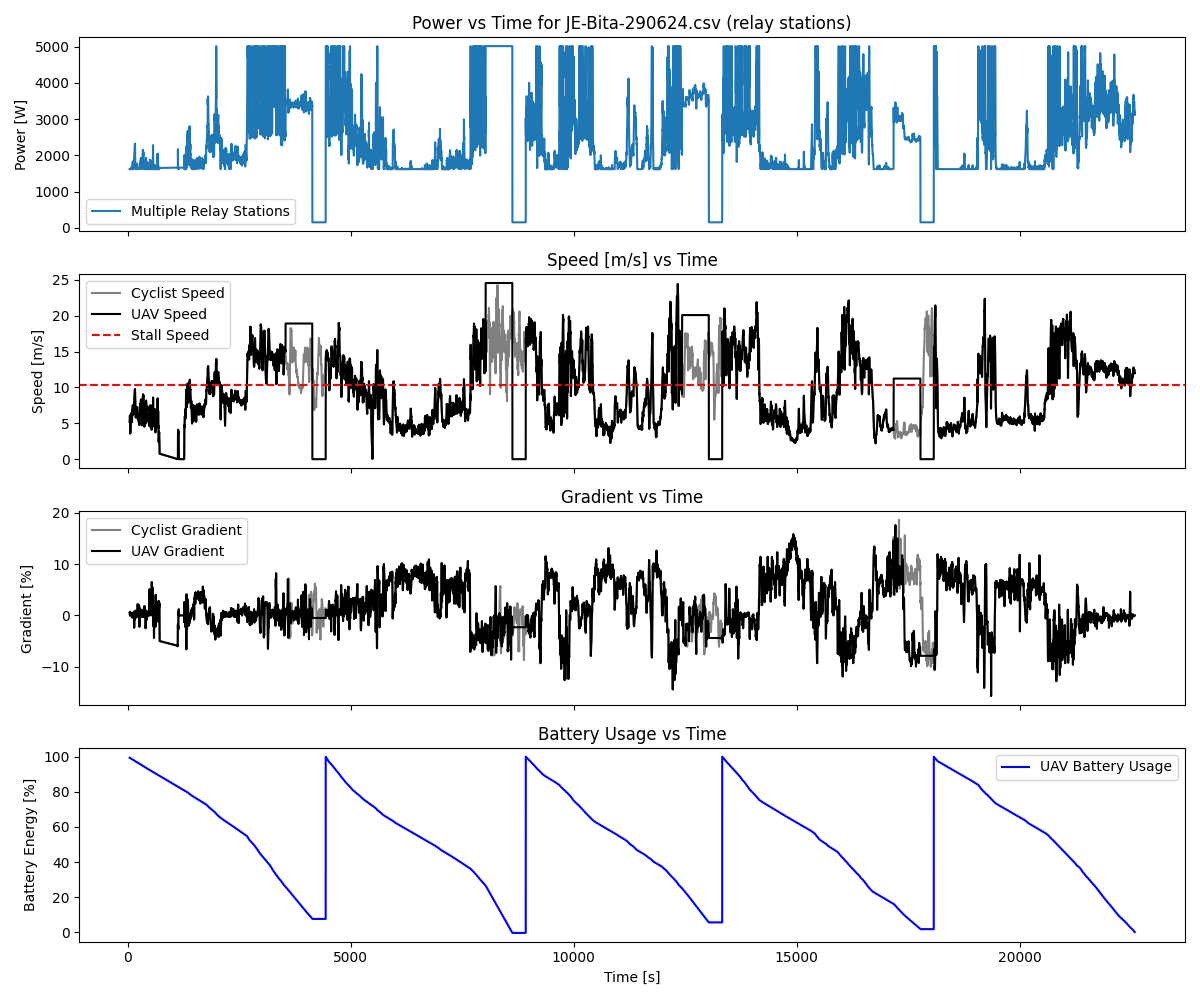 Power vs Time for JE-Bita-290624.csv (relay stations)
5000
4000
3000
2000
1000
0
Power [W]
Multiple Relay Stations
Speed [m/s] vs Time
25
20
15
10
5
0
Speed [m/s]
Cyclist Speed
UAV Speed
Stall Speed
Gradient vs Time
20
10
0
−10
Gradient [%]
Cyclist Gradient
UAV Gradient
Battery Usage vs Time
100
80
60
40
20
0
Battery Energy [%]
UAV Battery Usage
0 5000 10000 15000 20000
Time [s]